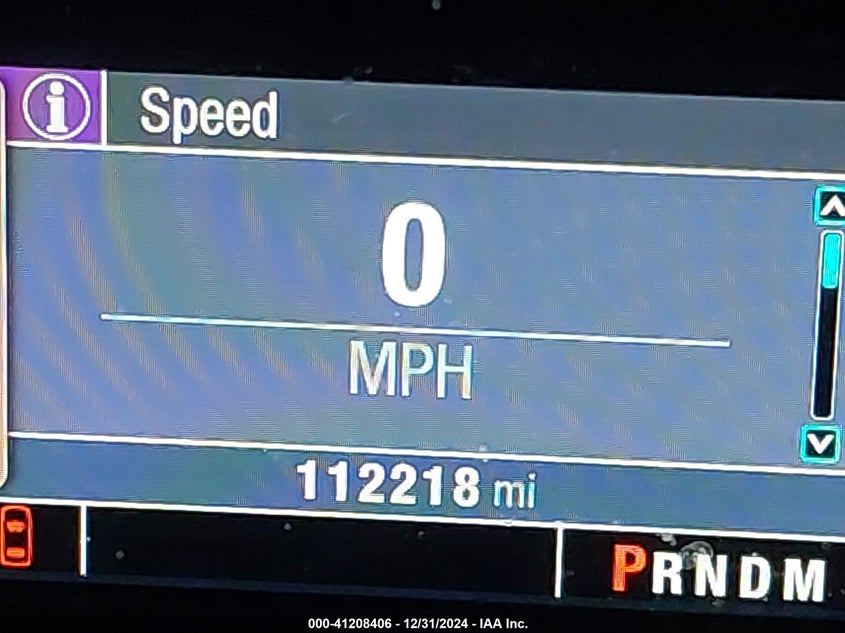 i Speed
0
MPH
112218 mi
PRNDM
000-41208406 - 12/31/2024 - IAA Inc.